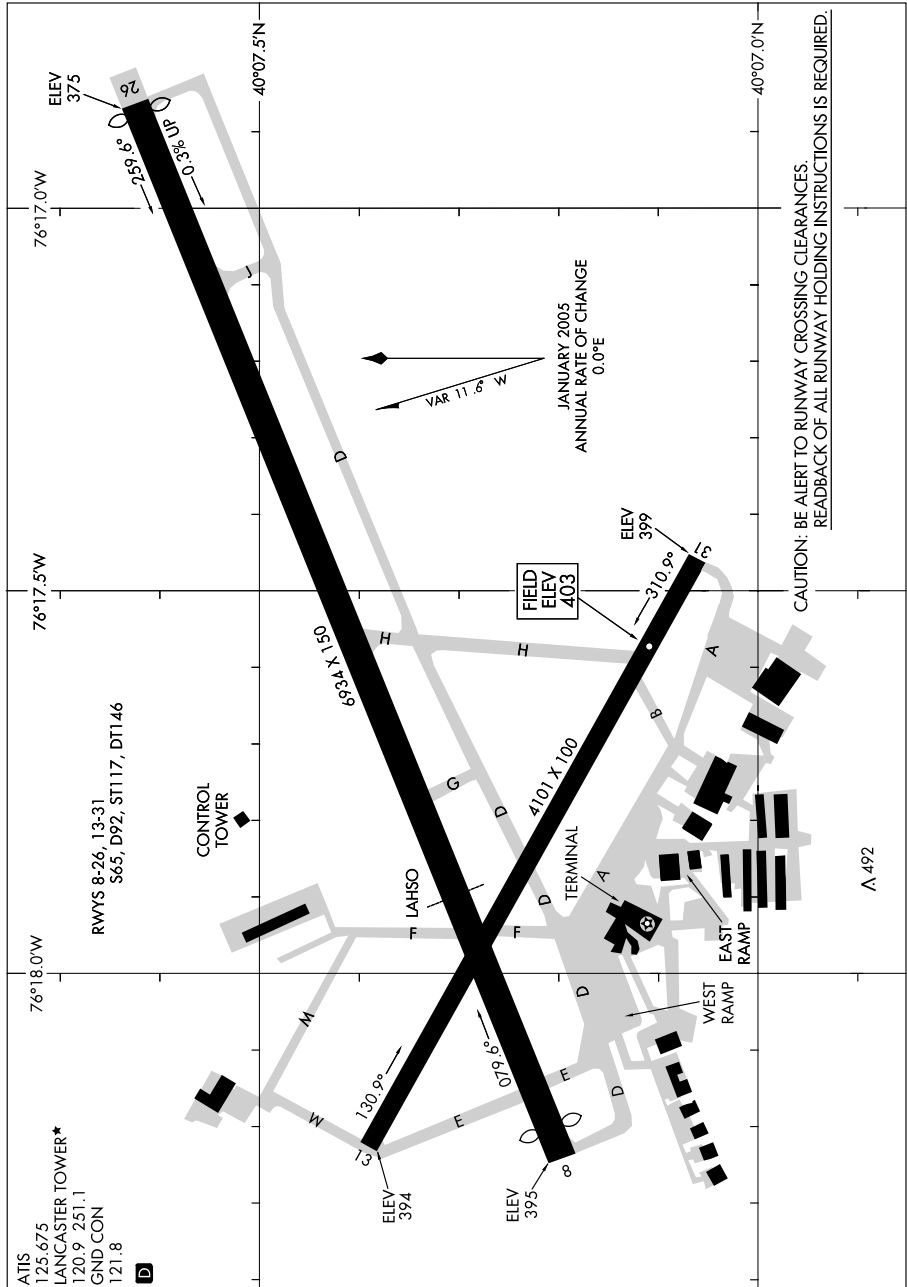 ATIS
125.675
LANCASTER TOWER★
120.9 251.1
GND CON
121.8
D
76°18.0'W
76°17.5'W
76°17.0'W
RWYS 8-26, 13-31
S65, D92, ST117, DT146
CONTROL
TOWER
40°07.5'N
40°07.0'N
ELEV
375
26
259.6°
0.3% UP
J
D
6934 X 150
H
H
G
D
LAHSO
F
F
M
W
E
E
D
D
D
130.9°
13
ELEV
394
079.6°
8
ELEV
395
4101 X 100
FIELD
ELEV
403
310.9°
31
ELEV
399
A
B
A
TERMINAL
EAST
RAMP
WEST
RAMP
492
VAR 11.6° W
JANUARY 2005
ANNUAL RATE OF CHANGE
0.0°E
CAUTION: BE ALERT TO RUNWAY CROSSING CLEARANCES.
READBACK OF ALL RUNWAY HOLDING INSTRUCTIONS IS REQUIRED.